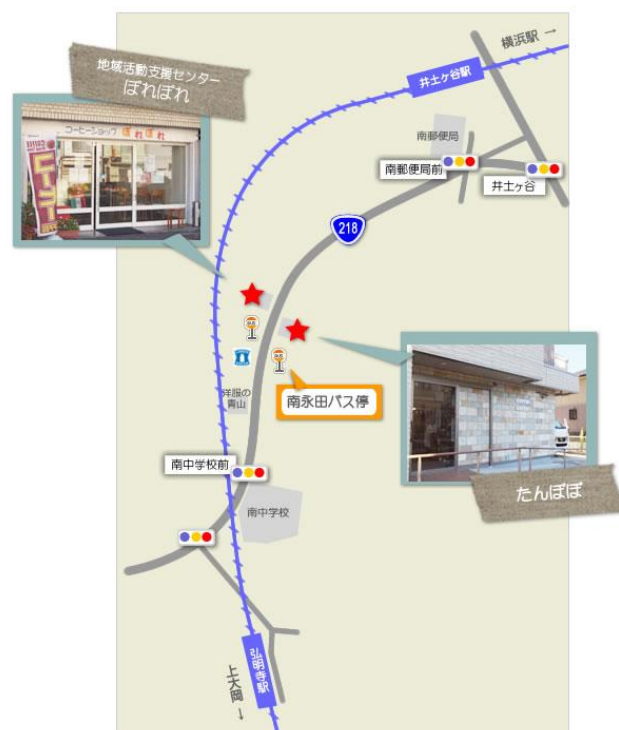 横浜駅 →
地域活動支援センター
ぽれぽれ
井土ヶ谷駅
コーヒーショップ ぽれぽれ
コーヒー
南郵便局
南郵便局前
井土ヶ谷
218
洋服の
青山
南永田バス停
南中学校前
南中学校
たんぽぽ
弘明寺駅
上大岡
↓